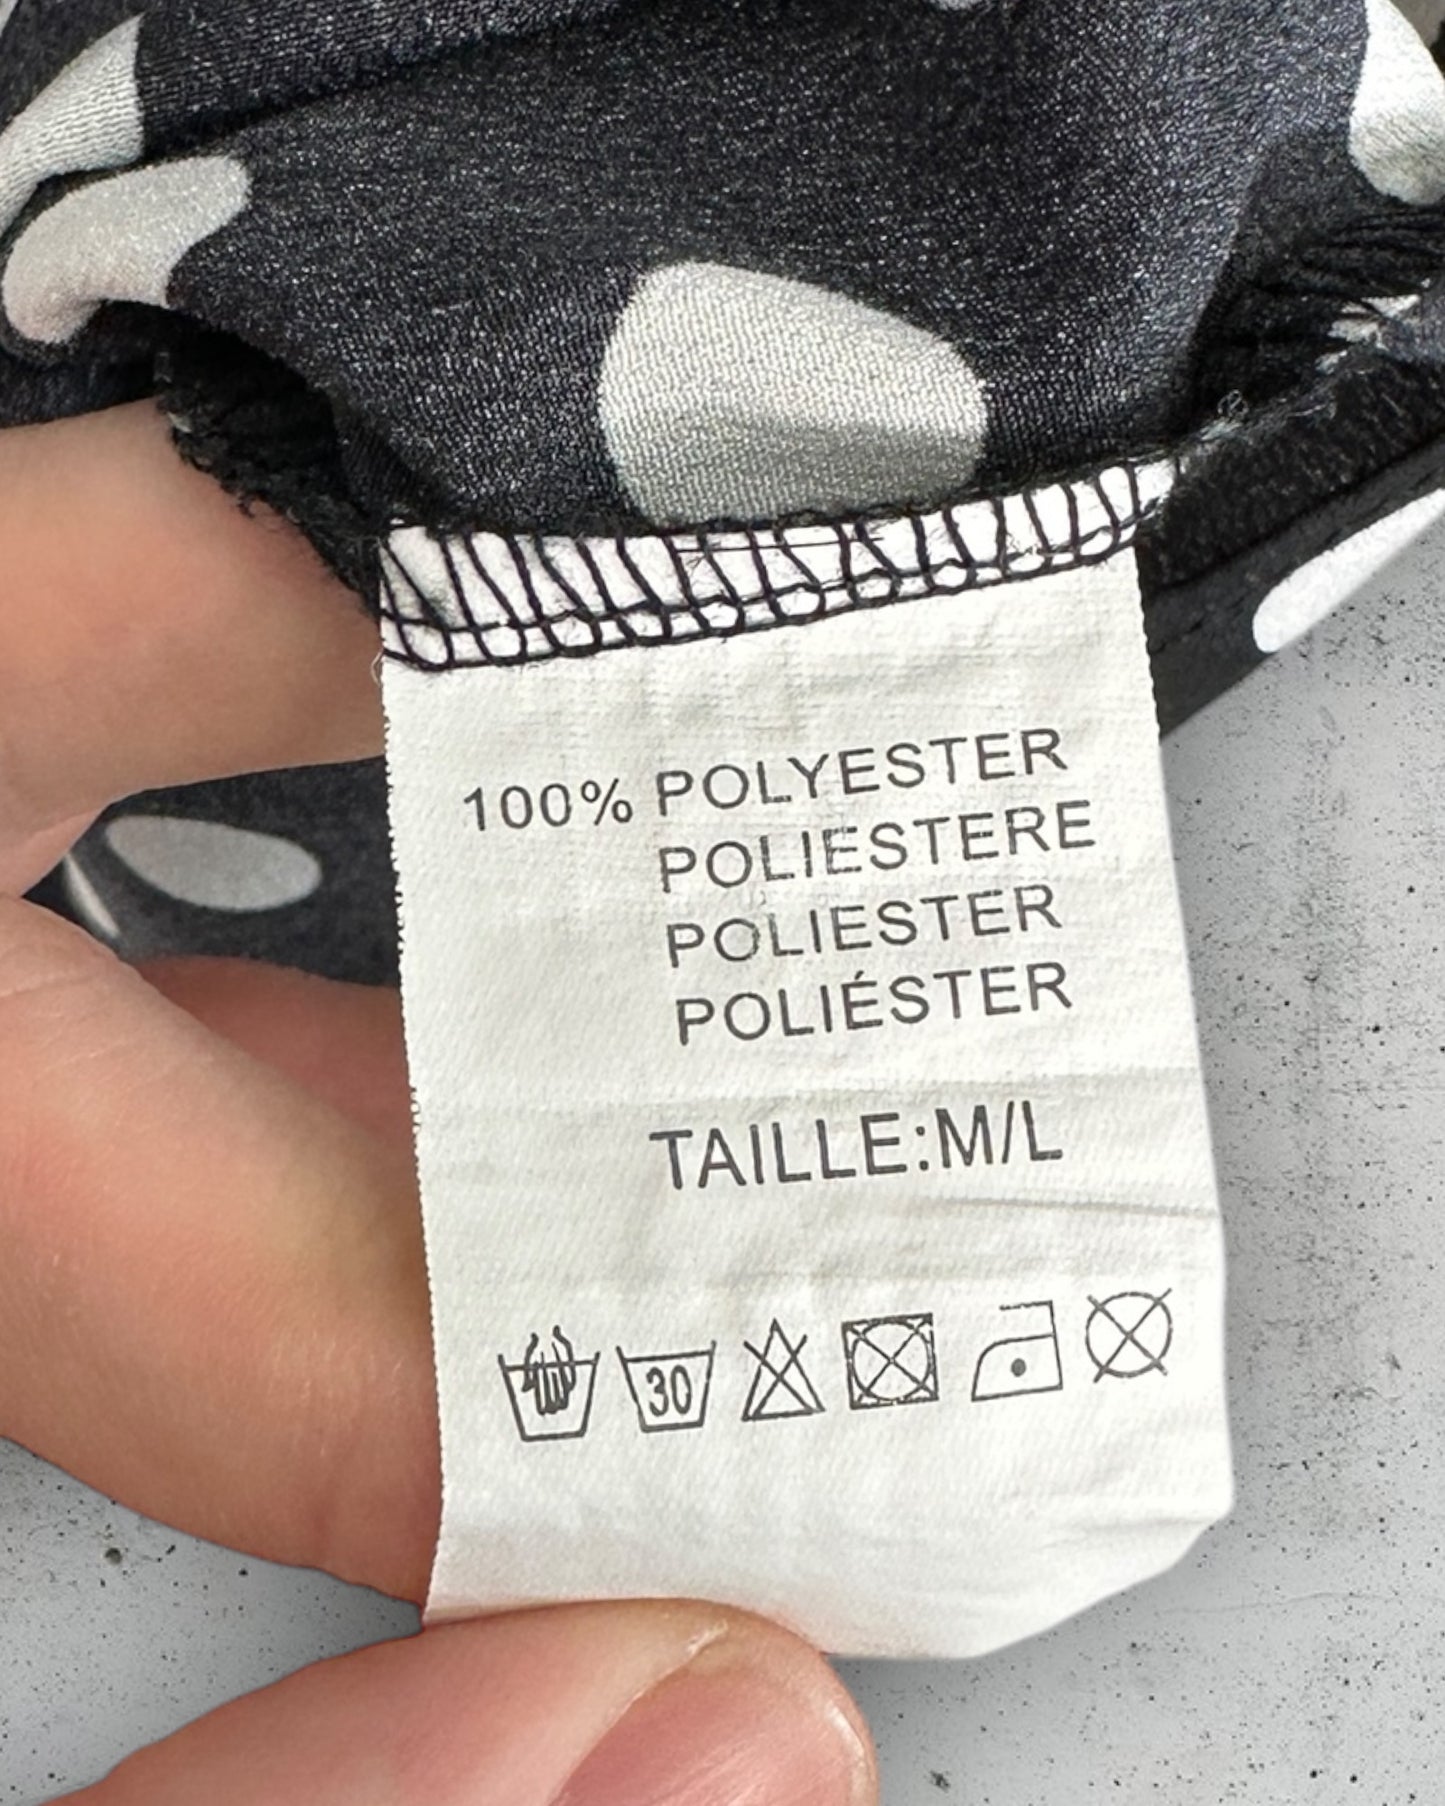 100% POLYESTER
POLIESTERE
POLIESTER
POLIÉSTER
TAILLE:M/L
30